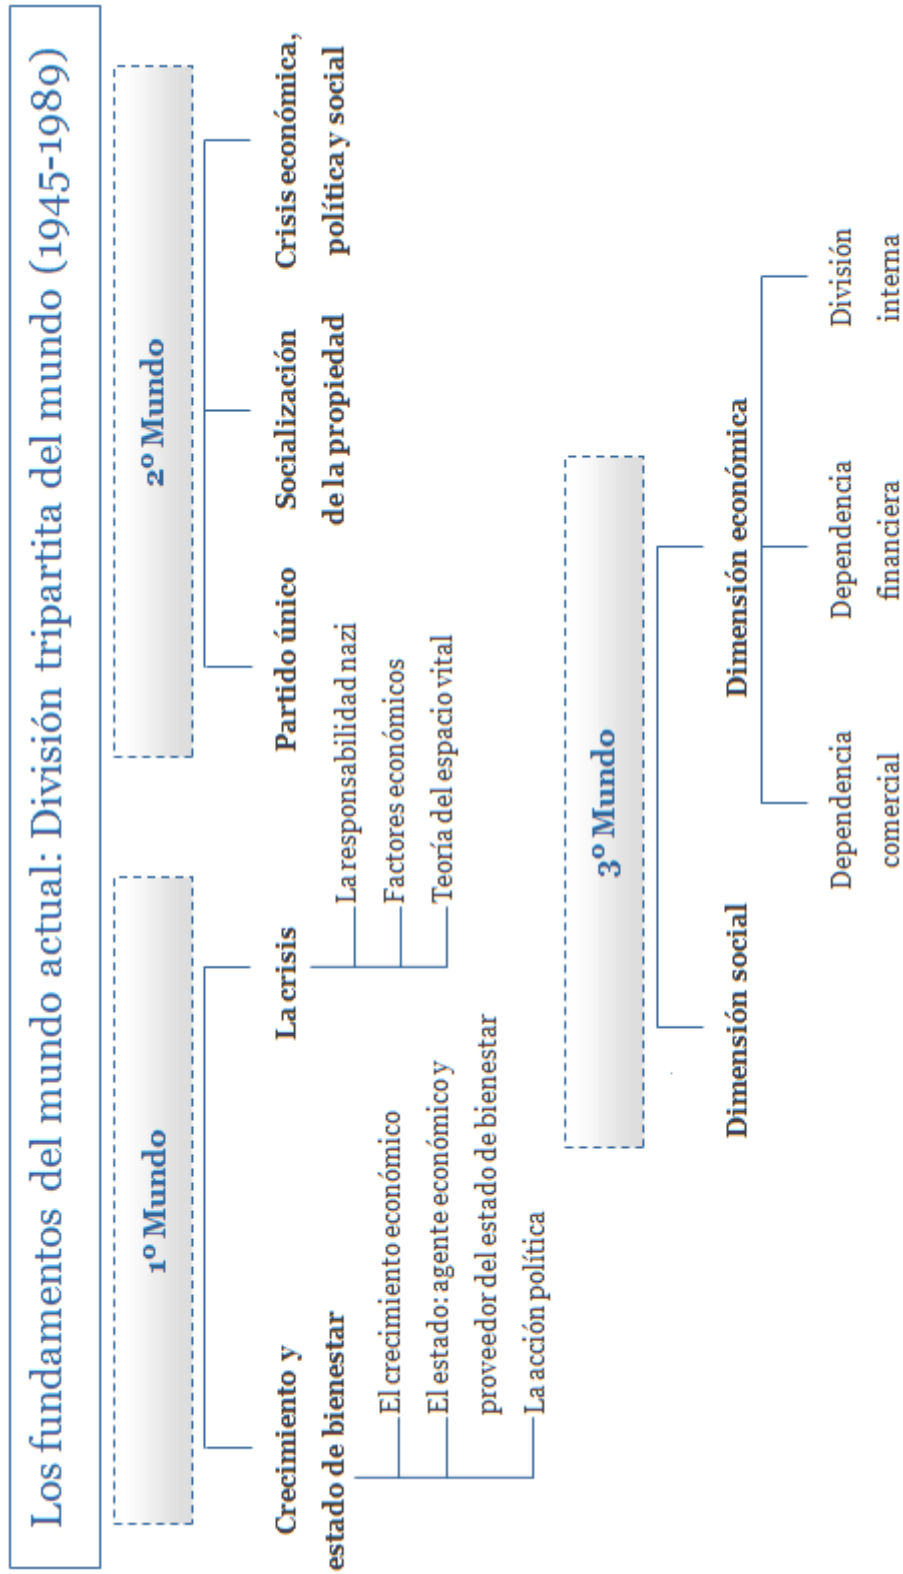 Los fundamentos del mundo actual: División tripartita del mundo (1945-1989)
1º Mundo
Crecimiento y
estado de bienestar
El crecimiento económico
El estado: agente económico y
proveedor del estado de bienestar
La acción política
La crisis
La responsabilidad nazi
Factores económicos
Teoría del espacio vital
2º Mundo
Partido único
Socialización
de la propiedad
Crisis económica,
política y social
3º Mundo
Dimensión social
Dimensión económica
Dependencia
comercial
Dependencia
financiera
División
interna